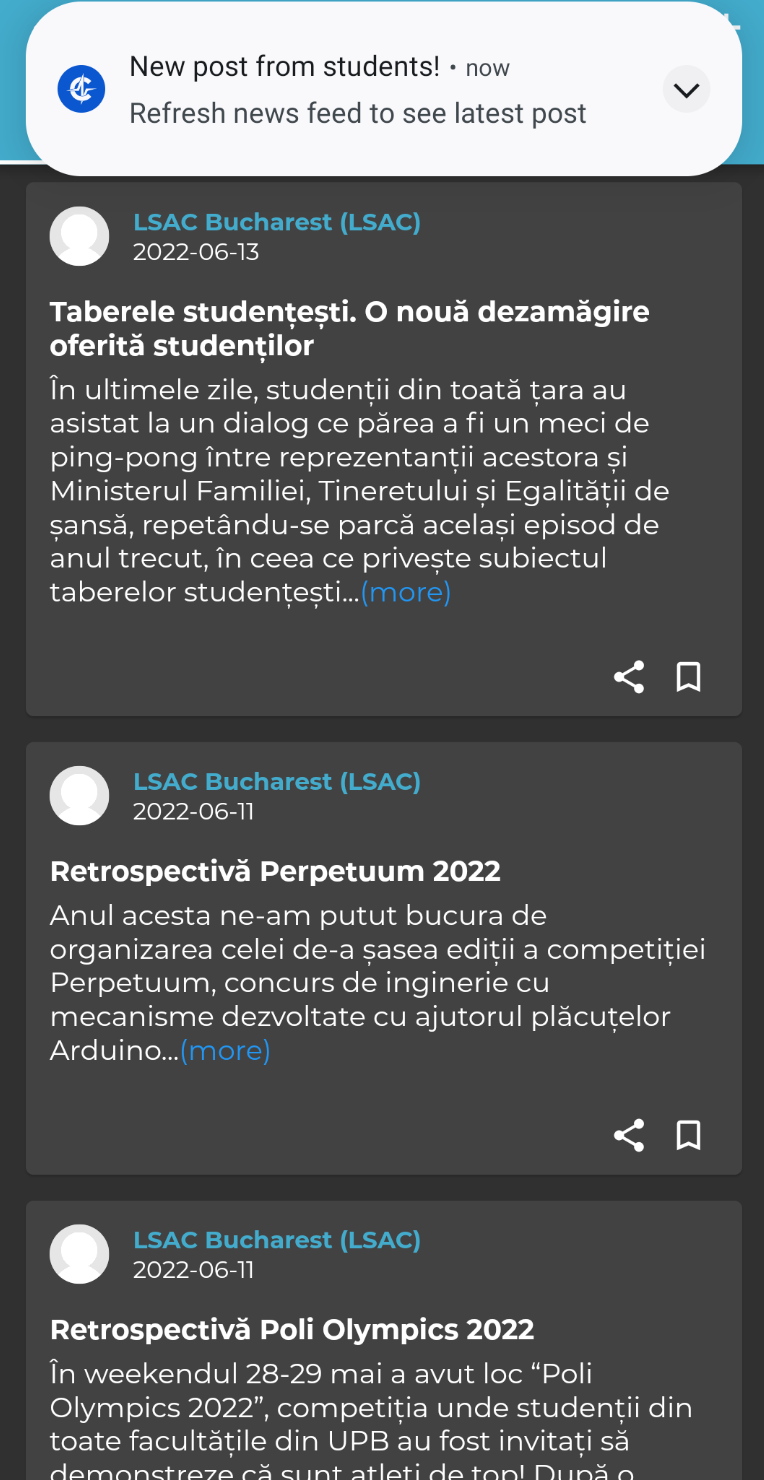 New post from students! • now
Refresh news feed to see latest post
LSAC Bucharest (LSAC)
2022-06-13
Taberele studențești. O nouă dezamăgire
oferită studenților
În ultimele zile, studenții din toată țara au
asistat la un dialog ce părea a fi un meci de
ping-pong între reprezentanții acestora și
Ministerul Familiei, Tineretului și Egalității de
șansă, repetându-se parcă același episod de
anul trecut, în ceea ce privește subiectul
taberelor studențești...(more)
LSAC Bucharest (LSAC)
2022-06-11
Retrospectivă Perpetuum 2022
Anul acesta ne-am putut bucura de
organizarea celei de-a șasea ediții a competiției
Perpetuum, concurs de inginerie cu
mecanisme dezvoltate cu ajutorul plăcuțelor
Arduino...(more)
LSAC Bucharest (LSAC)
2022-06-11
Retrospectivă Poli Olympics 2022
În weekendul 28-29 mai a avut loc “Poli
Olympics 2022”, competiția unde studenții din
toate facultățile din UPB au fost invitați să
demonstreze că sunt atleți de top! După o